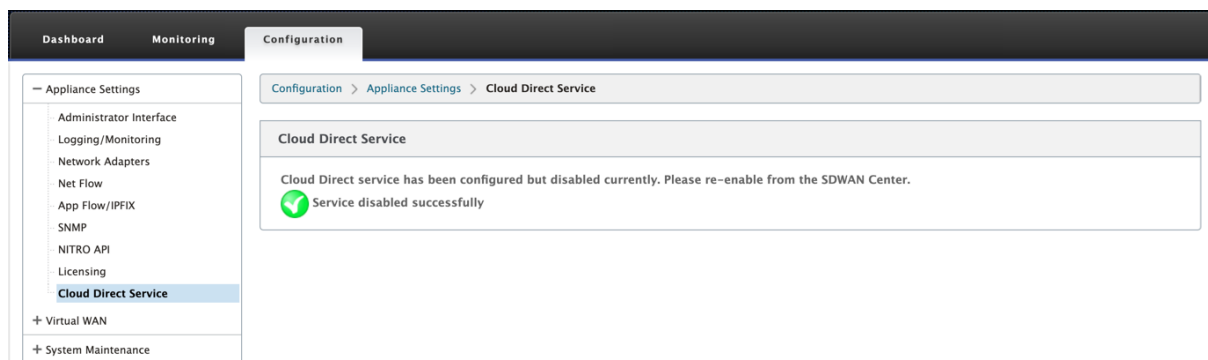 Dashboard Monitoring Configuration
− Appliance Settings
Administrator Interface
Logging/Monitoring
Network Adapters
Net Flow
App Flow/IPFIX
SNMP
NITRO API
Licensing
Cloud Direct Service
+ Virtual WAN
+ System Maintenance
Configuration > Appliance Settings > Cloud Direct Service
Cloud Direct Service
Cloud Direct service has been configured but disabled currently. Please re-enable from the SDWAN Center.
Service disabled successfully